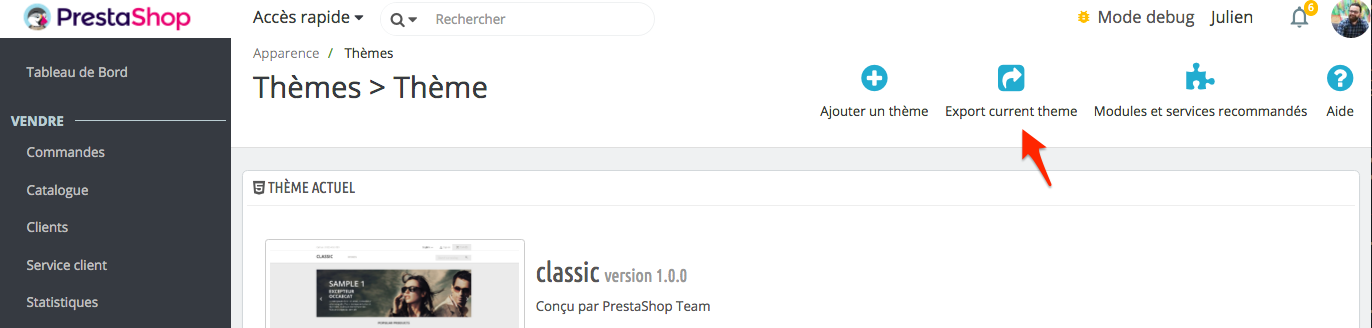 PrestaShop
Accès rapide
Rechercher
Mode debug
Julien
6
Apparence / Thèmes
Thèmes > Thème
Ajouter un thème
Export current theme
Modules et services recommandés
Aide
Tableau de Bord
VENDRE
Commandes
Catalogue
Clients
Service client
Statistiques
THÈME ACTUEL
CLASSIC
SAMPLE 1
EXCEPTEUR
OCCAECAT
POPULAR PRODUCTS
classic version 1.0.0
Conçu par PrestaShop Team